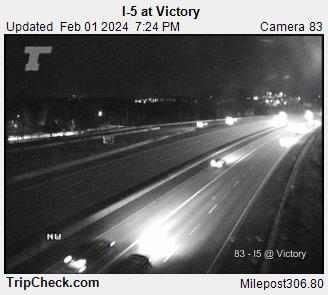 I-5 at Victory
Updated Feb 01 2024 7:24 PM Camera 83
T
NW
83 - I5 @ Victory
TripCheck.com Milepost306.80